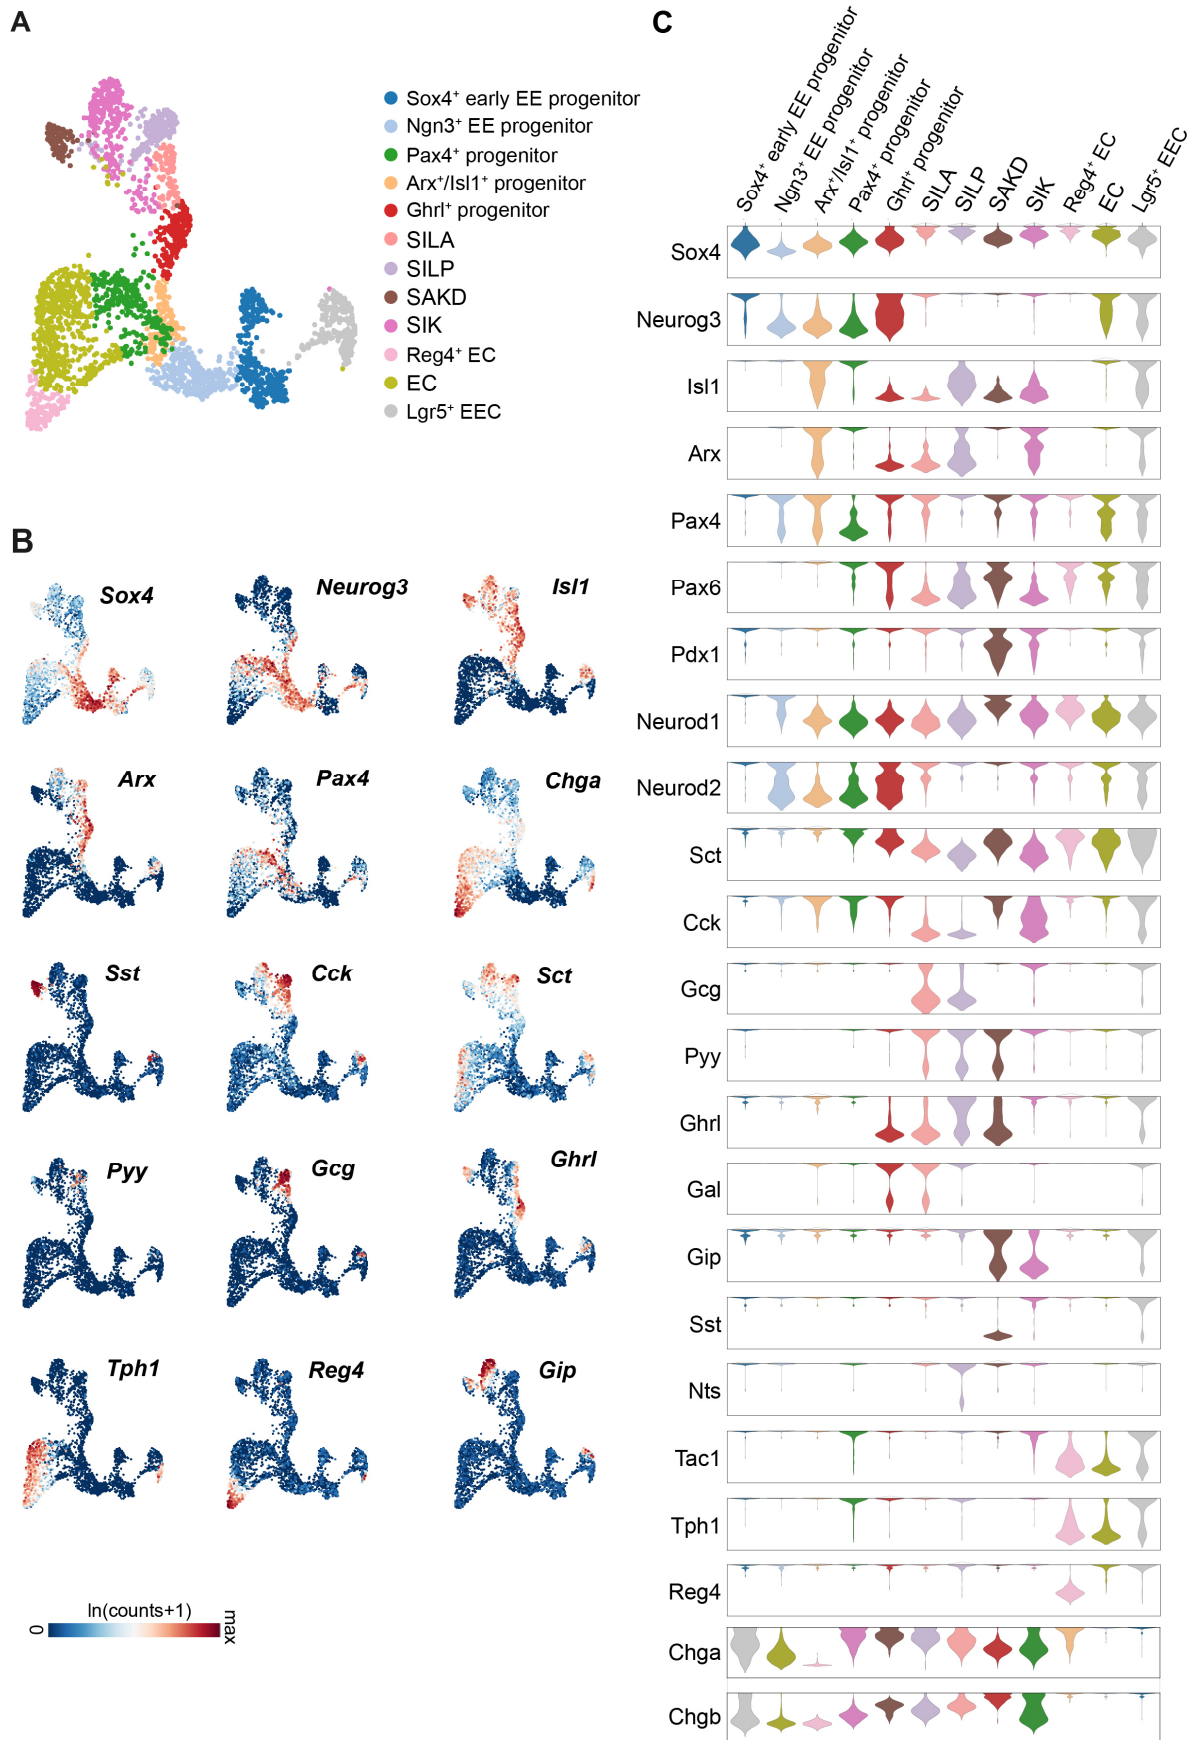 A
Sox4+ early EE progenitor
Ngn3+ EE progenitor
Pax4+ progenitor
Arx+/Isl1+ progenitor
Ghrl+ progenitor
SILA
SILP
SAKD
SIK
Reg4+ EC
EC
Lgr5+ EEC
B
Sox4
Neurog3
Isl1
Arx
Pax4
Chga
Sst
Cck
Sct
Pyy
Gcg
Ghrl
Tph1
Reg4
Gip
ln(counts+1)
0
max
C
Sox4+ early EE progenitor
Ngn3+ EE progenitor
Arx+/Isl1+ progenitor
Pax4+ progenitor
Ghrl+ progenitor
SILA
SILP
SAKD
SIK
Reg4+ EC
EC
Lgr5+ EEC
Sox4
Neurog3
Isl1
Arx
Pax4
Pax6
Pdx1
Neurod1
Neurod2
Sct
Cck
Gcg
Pyy
Ghrl
Gal
Gip
Sst
Nts
Tac1
Tph1
Reg4
Chga
Chgb